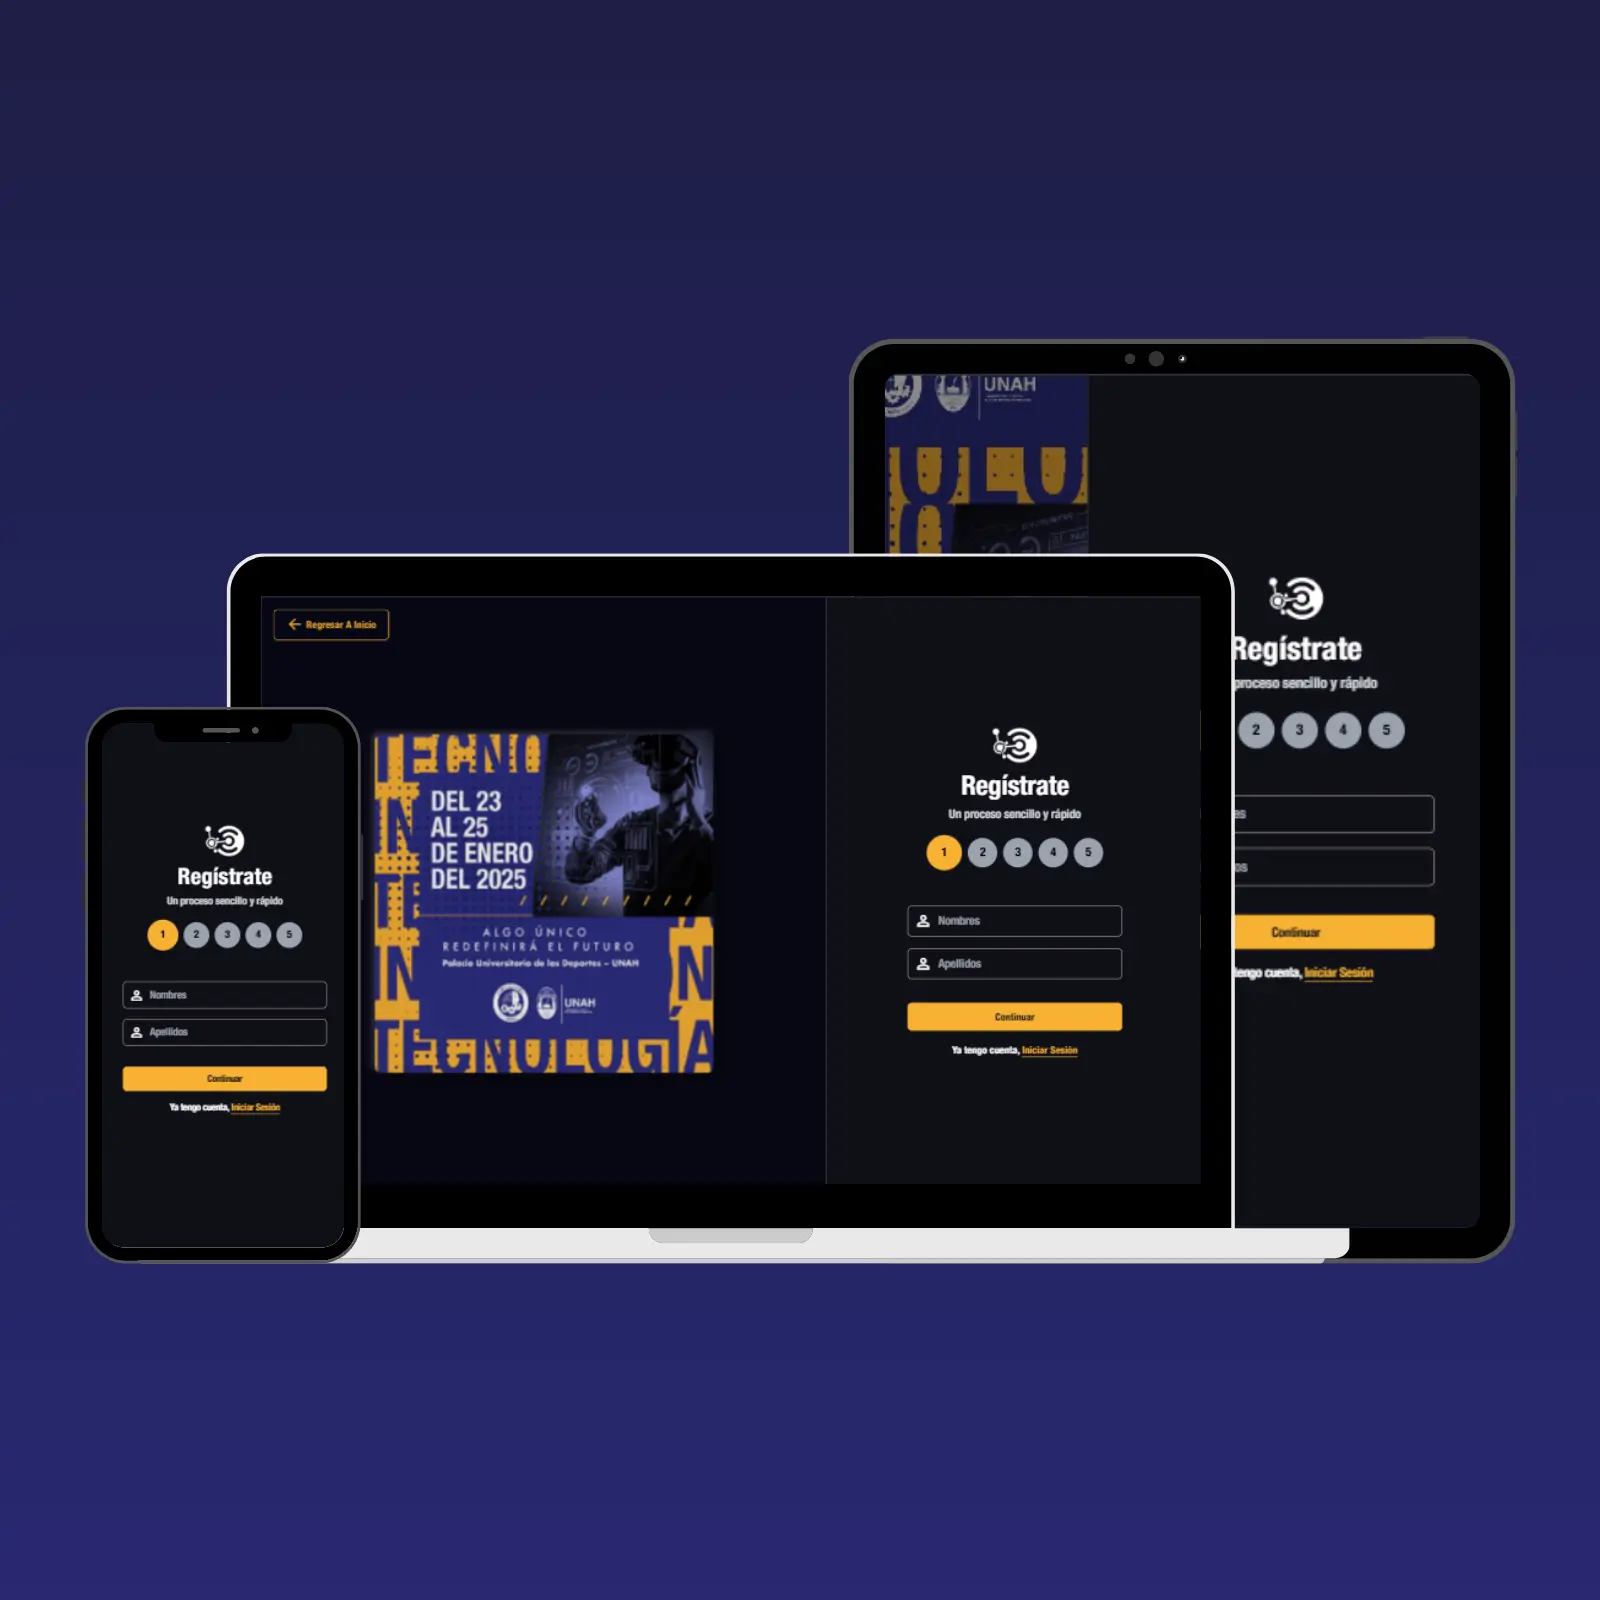 UNAH
Regístrate
proceso sencillo y rápido
2 3 4 5
Continuar
tengo cuenta, Iniciar Sesión
Regresar A Inicio
TECNO
DEL 23
AL 25
DE ENERO
DEL 2025
ALGO ÚNICO
REDEFINIRÁ EL FUTURO
Palacio Universitario de los Deportes – UNAH
UNAH
TECNOLOGÍA
Regístrate
Un proceso sencillo y rápido
1 2 3 4 5
Nombres
Apellidos
Continuar
Ya tengo cuenta, Iniciar Sesión
Regístrate
Un proceso sencillo y rápido
1 2 3 4 5
Nombres
Apellidos
Continuar
Ya tengo cuenta, Iniciar Sesión